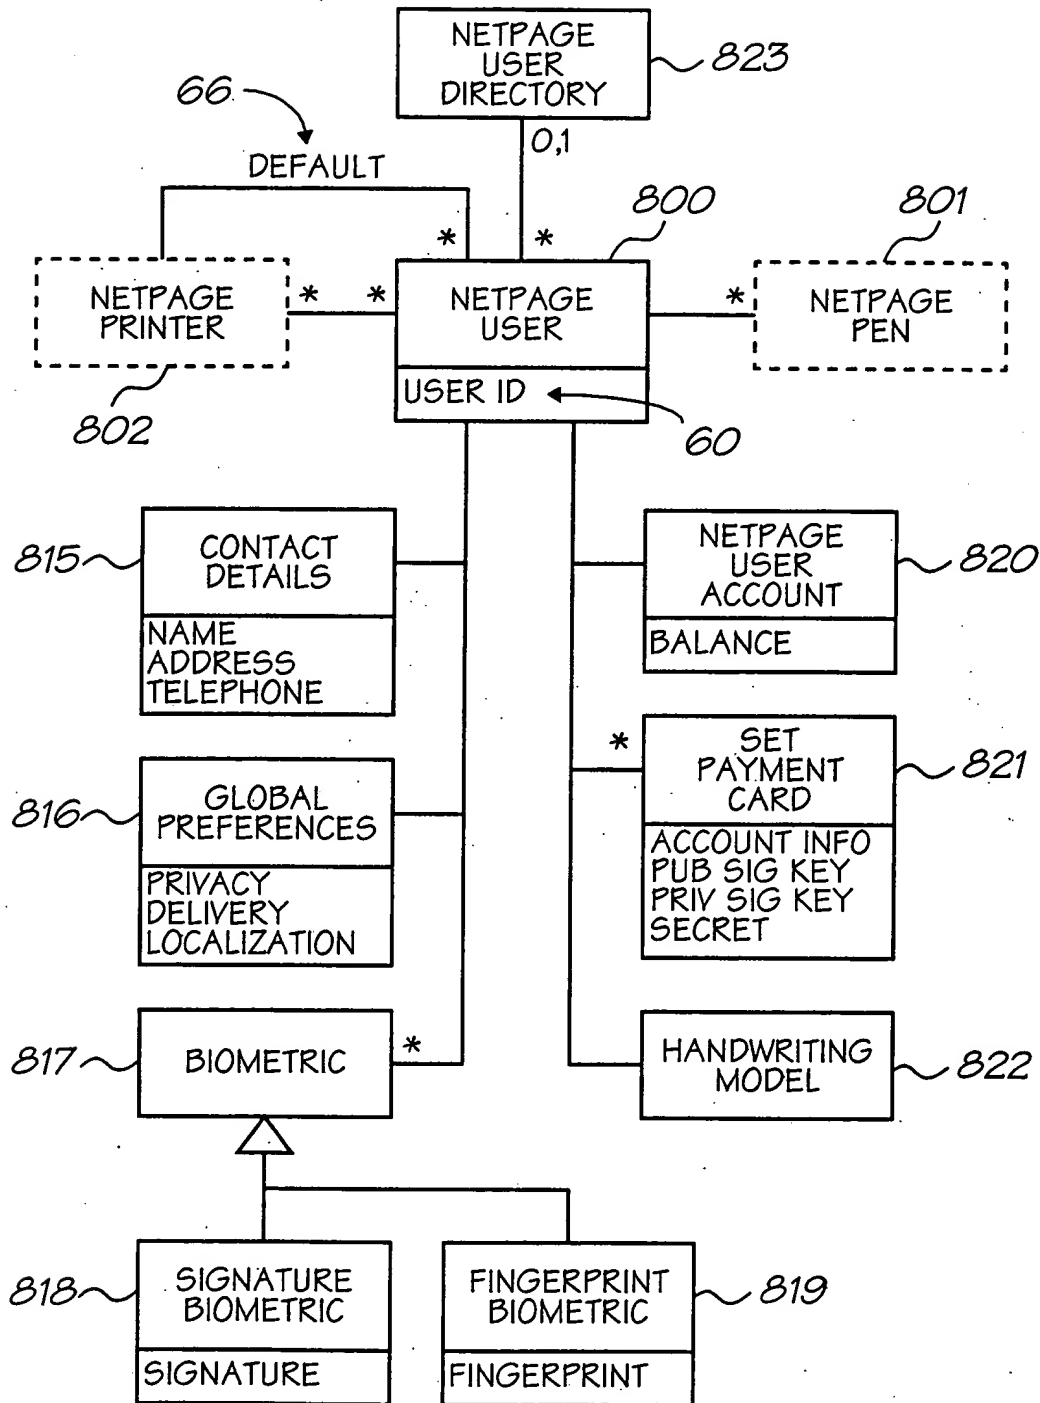 NETPAGE
USER
DIRECTORY
823
66
DEFAULT
0,1
800
801
*
*
NETPAGE
PRINTER
*
*
NETPAGE
USER
*
NETPAGE
PEN
802
USER ID
60
815
CONTACT
DETAILS
NAME
ADDRESS
TELEPHONE
NETPAGE
USER
ACCOUNT
820
BALANCE
816
GLOBAL
PREFERENCES
PRIVACY
DELIVERY
LOCALIZATION
*
SET
PAYMENT
CARD
821
ACCOUNT INFO
PUB SIG KEY
PRIV SIG KEY
SECRET
817
BIOMETRIC
*
HANDWRITING
MODEL
822
818
SIGNATURE
BIOMETRIC
SIGNATURE
FINGERPRINT
BIOMETRIC
819
FINGERPRINT